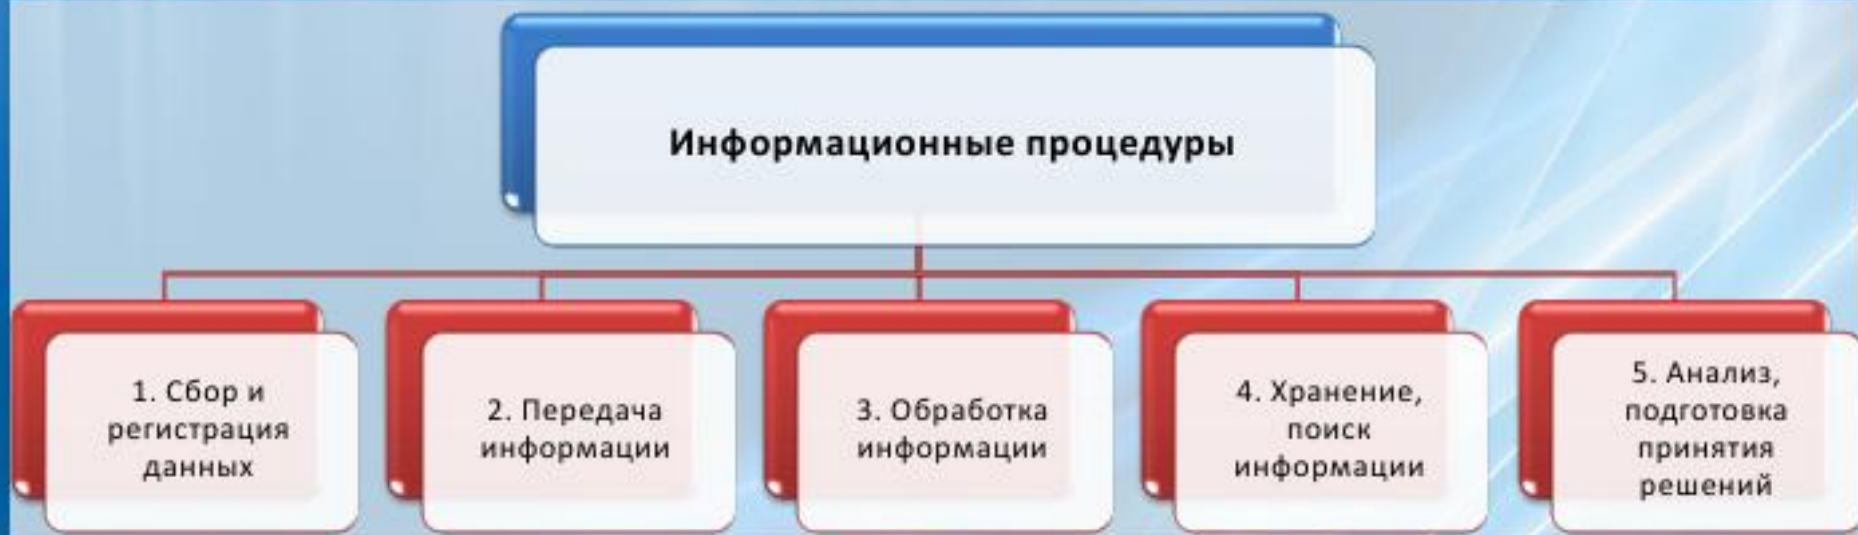 Информационные процедуры
1. Сбор и
регистрация
данных
2. Передача
информации
3. Обработка
информации
4. Хранение,
поиск
информации
5. Анализ,
подготовка
принятия
решений